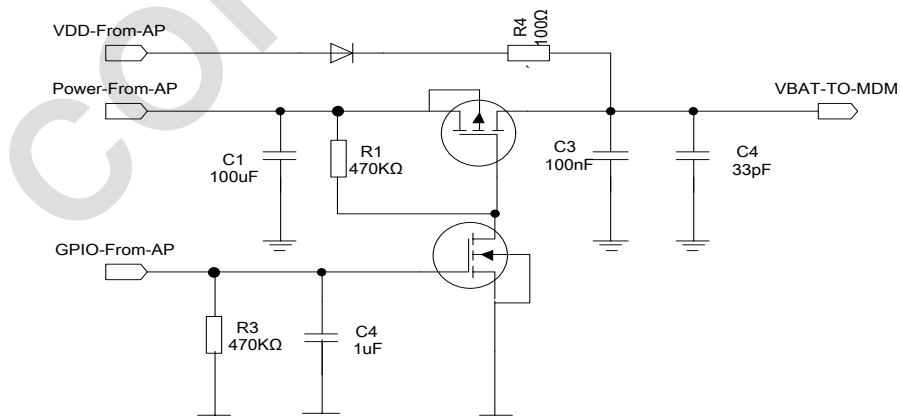 VDD-From-AP
R4
100Ω
Power-From-AP
VBAT-TO-MDM
C1
100uF
R1
470KΩ
C3
100nF
C4
33pF
GPIO-From-AP
R3
470KΩ
C4
1uF